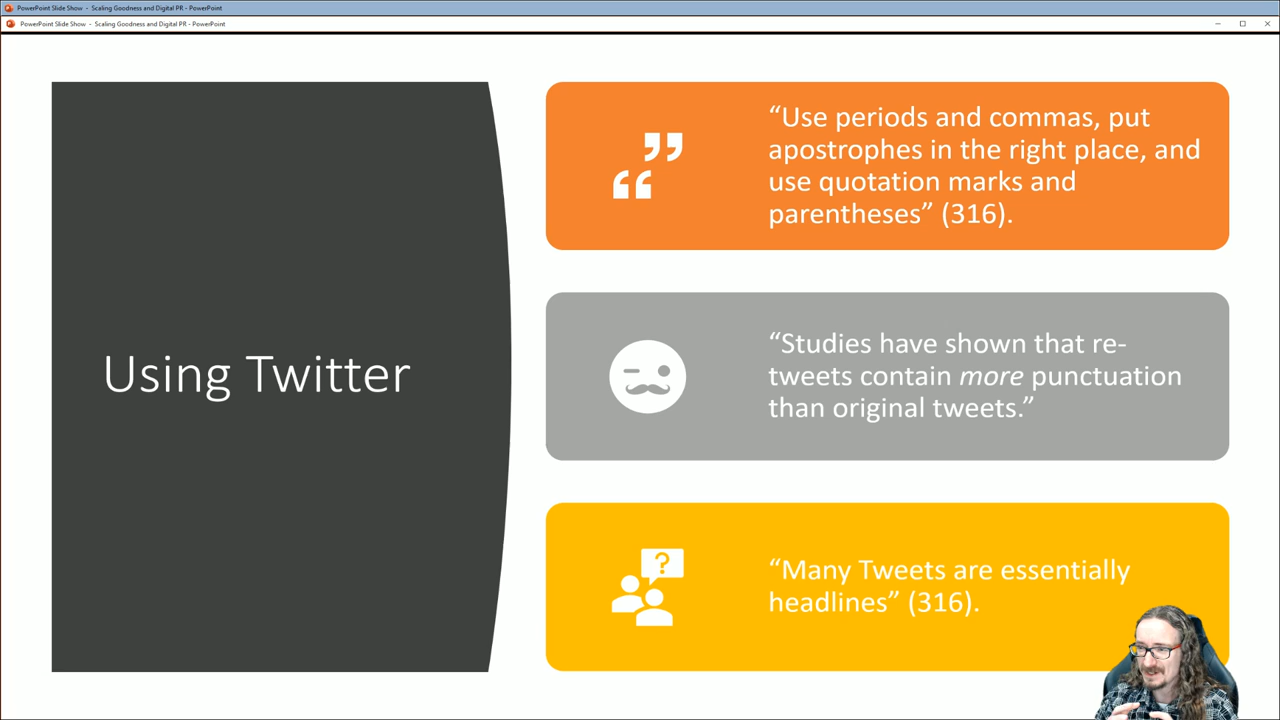 PowerPoint Slide Show - Scaling Goodness and Digital PR - PowerPoint
PowerPoint Slide Show - Scaling Goodness and Digital PR - PowerPoint
Using Twitter
“Use periods and commas, put
apostrophes in the right place, and
use quotation marks and
parentheses” (316).
“Studies have shown that re-
tweets contain more punctuation
than original tweets.”
?
“Many Tweets are essentially
headlines” (316).